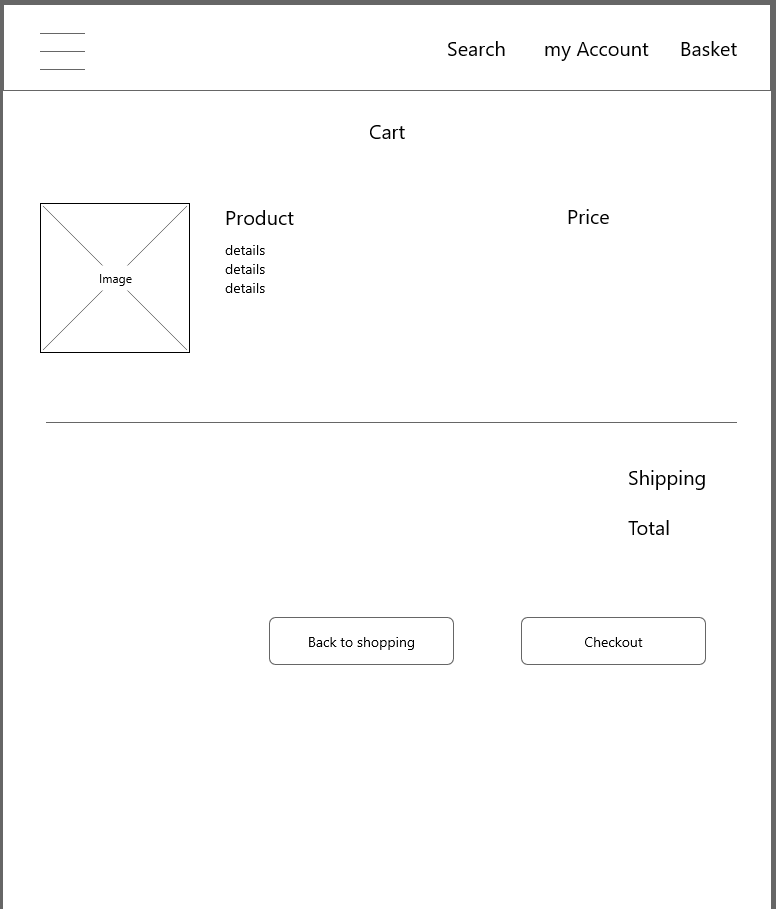 Search my Account Basket
Cart
Image
Product
details
details
details
Price
Shipping
Total
Back to shopping
Checkout